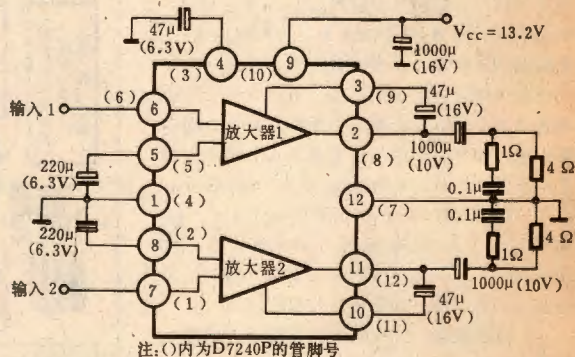 47μ
(6.3V)
Vcc=13.2V
1000μ
(16V)
4
9
(3)
(10)
3
(9)
47μ
(16V)
输入 1
(6)
6
放大器1
2
(8)
1000μ
(10V)
1Ω
4Ω
220μ
(6.3V)
5
(5)
0.1μ
1
(4)
12
(7)
0.1μ
220μ
(6.3V)
8
(2)
1Ω
4Ω
放大器2
11
(12)
1000μ(10V)
输入 2
7
(1)
10
(11)
47μ
(16V)
注:()内为D7240P的管脚号